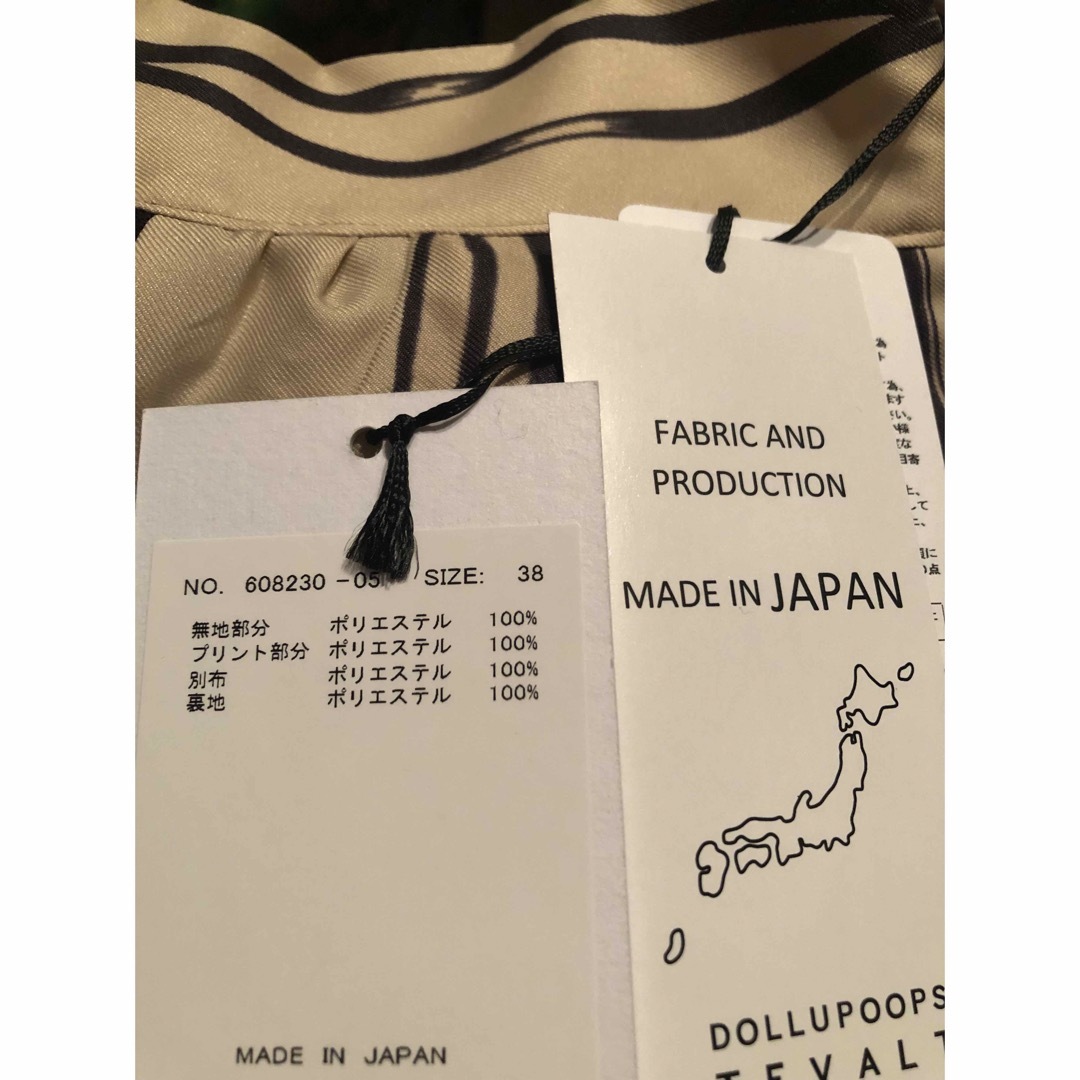 NO. 608230 -05 SIZE: 38
無地部分 ポリエステル 100%
プリント部分 ポリエステル 100%
別布 ポリエステル 100%
裏地 ポリエステル 100%
MADE IN JAPAN
FABRIC AND
PRODUCTION
MADE IN JAPAN
DOLLUPOOPS
TEVALT